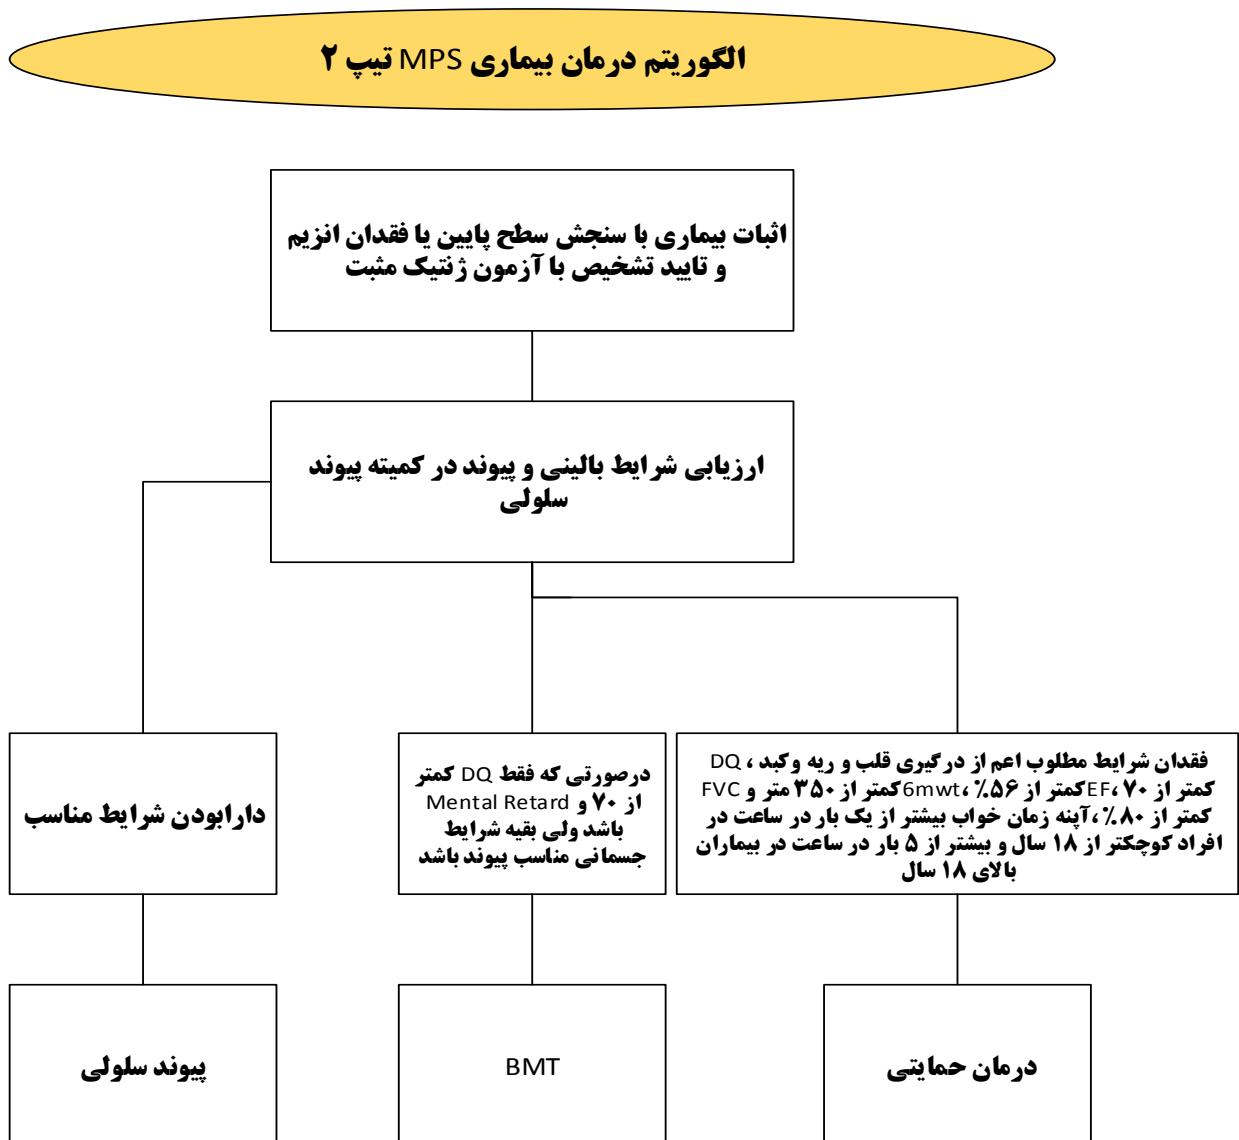 الگوریتم درمان بیماری MPS تیپ ۲
اثبات بیماری با سنجش سطح پایین یا فقدان انزیم
و تایید تشخیص با آزمون ژنتیک مثبت
ارزیابی شرایط بالینی و پیوند در کمیته پیوند
سلولی
فقدان شرایط مطلوب اعم از درگیری قلب و ریه وکبد ، DQ
کمتر از ۷۰ ،EFکمتر از ۵۶٪ ،6mwtکمتر از ۳۵۰ متر و FVC
کمتر از ۸۰٪ ،آپنه زمان خواب بیشتر از یک بار در ساعت در
افراد کوچکتر از ۱۸ سال و بیشتر از ۵ بار در ساعت در بیماران
بالای ۱۸ سال
درصورتی که فقط DQ کمتر
از ۷۰ و Mental Retard
باشد ولی بقیه شرایط
جسمانی مناسب پیوند باشد
دارابودن شرایط مناسب
درمان حمایتی
BMT
پیوند سلولی